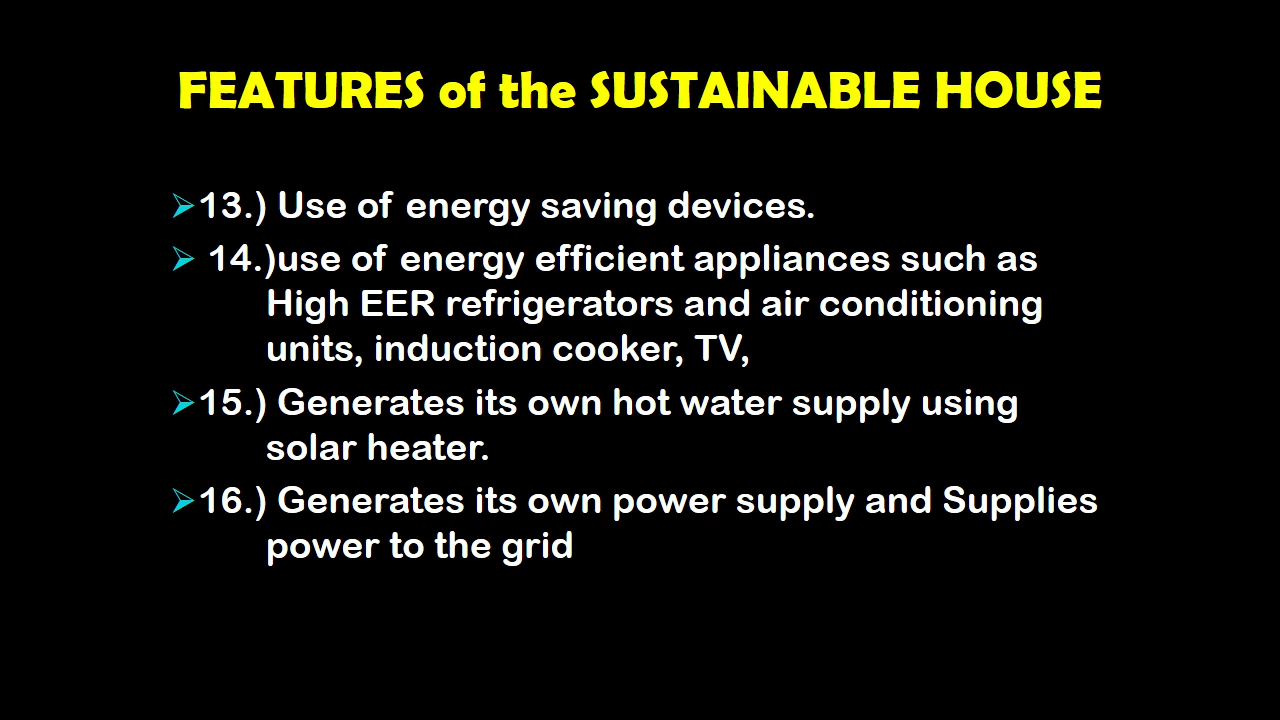 FEATURES of the SUSTAINABLE HOUSE
13.) Use of energy saving devices.
14.)use of energy efficient appliances such as
High EER refrigerators and air conditioning
units, induction cooker, TV,
15.) Generates its own hot water supply using
solar heater.
16.) Generates its own power supply and Supplies
power to the grid